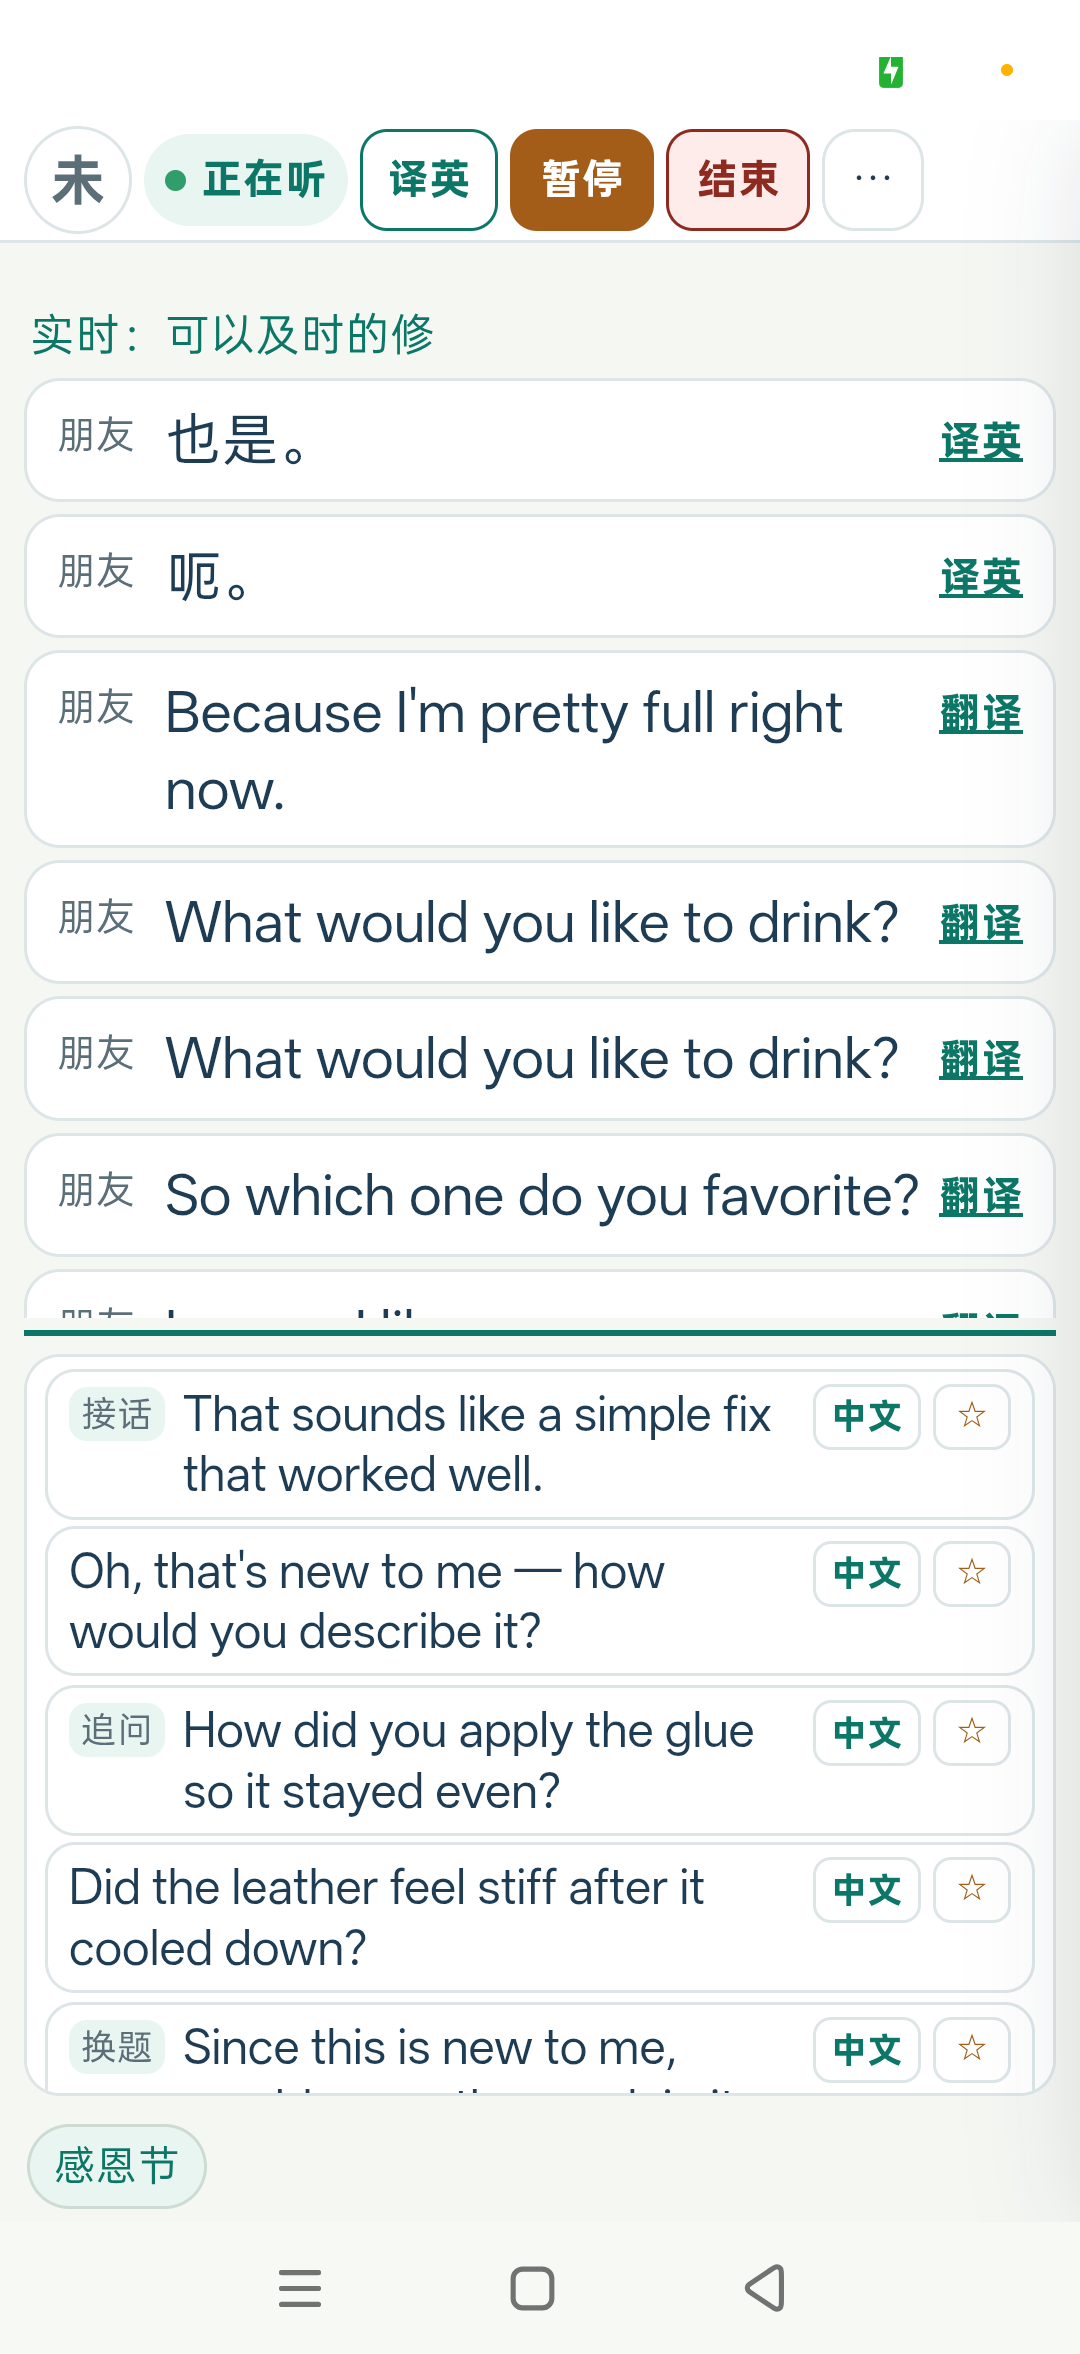 未 正在听 译英 暂停 结束 ...
实时：可以及时的修
朋友 也是。 译英
朋友 呃。 译英
朋友 Because I'm pretty full right 翻译
now.
朋友 What would you like to drink? 翻译
朋友 What would you like to drink? 翻译
朋友 So which one do you favorite? 翻译
接话 That sounds like a simple fix 中文 ☆
that worked well.
Oh, that's new to me — how 中文 ☆
would you describe it?
追问 How did you apply the glue 中文 ☆
so it stayed even?
Did the leather feel stiff after it 中文 ☆
cooled down?
换题 Since this is new to me, 中文 ☆
感恩节